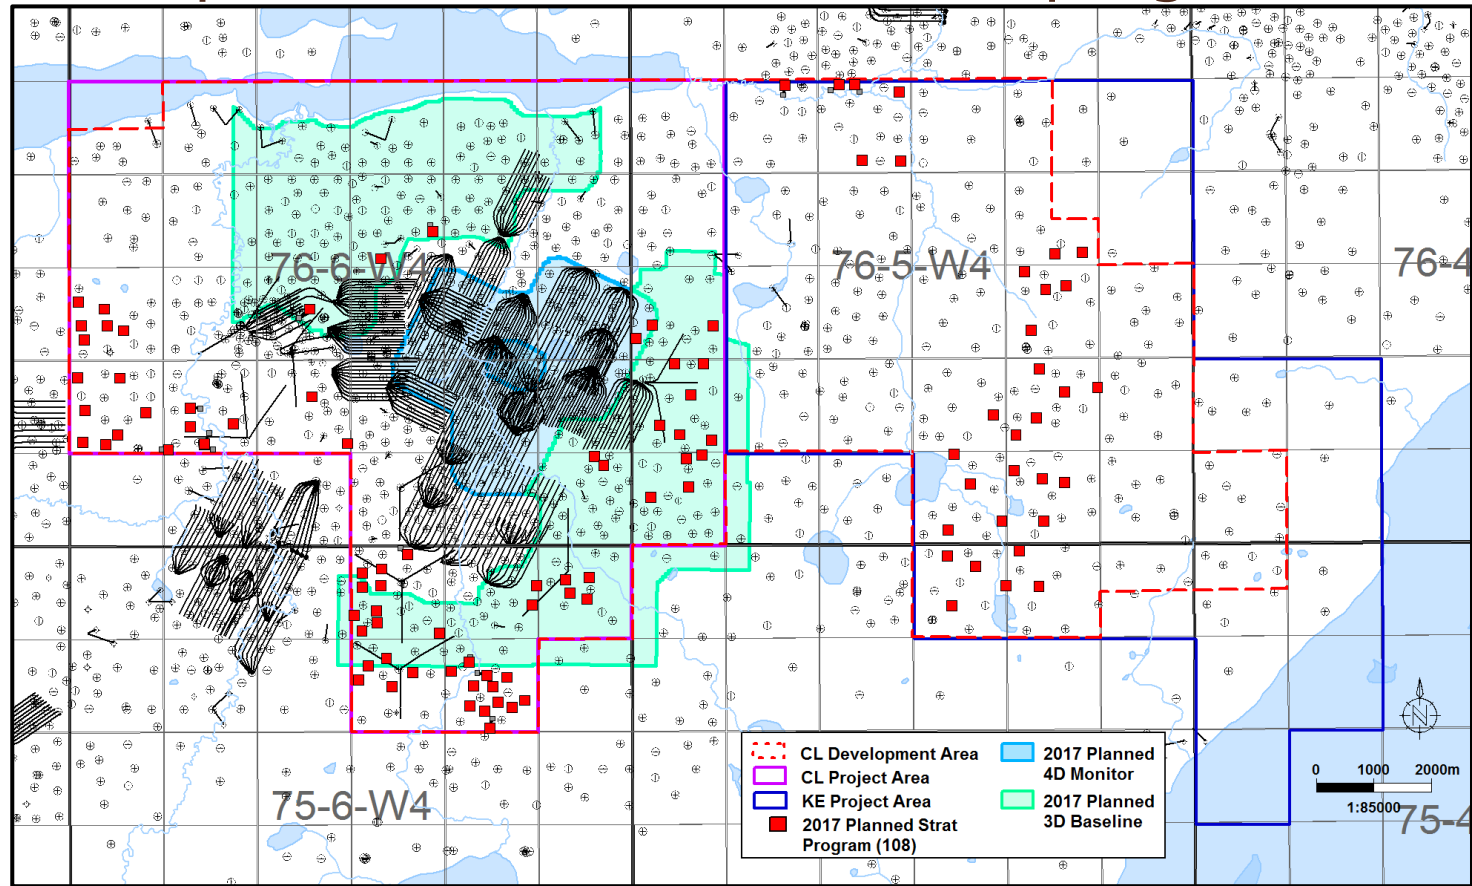 76-6-W4
76-5-W4
76-4
75-6-W4
75-4
CL Development Area
CL Project Area
KE Project Area
2017 Planned Strat
Program (108)
2017 Planned
4D Monitor
2017 Planned
3D Baseline
N
0 1000 2000m
1:85000